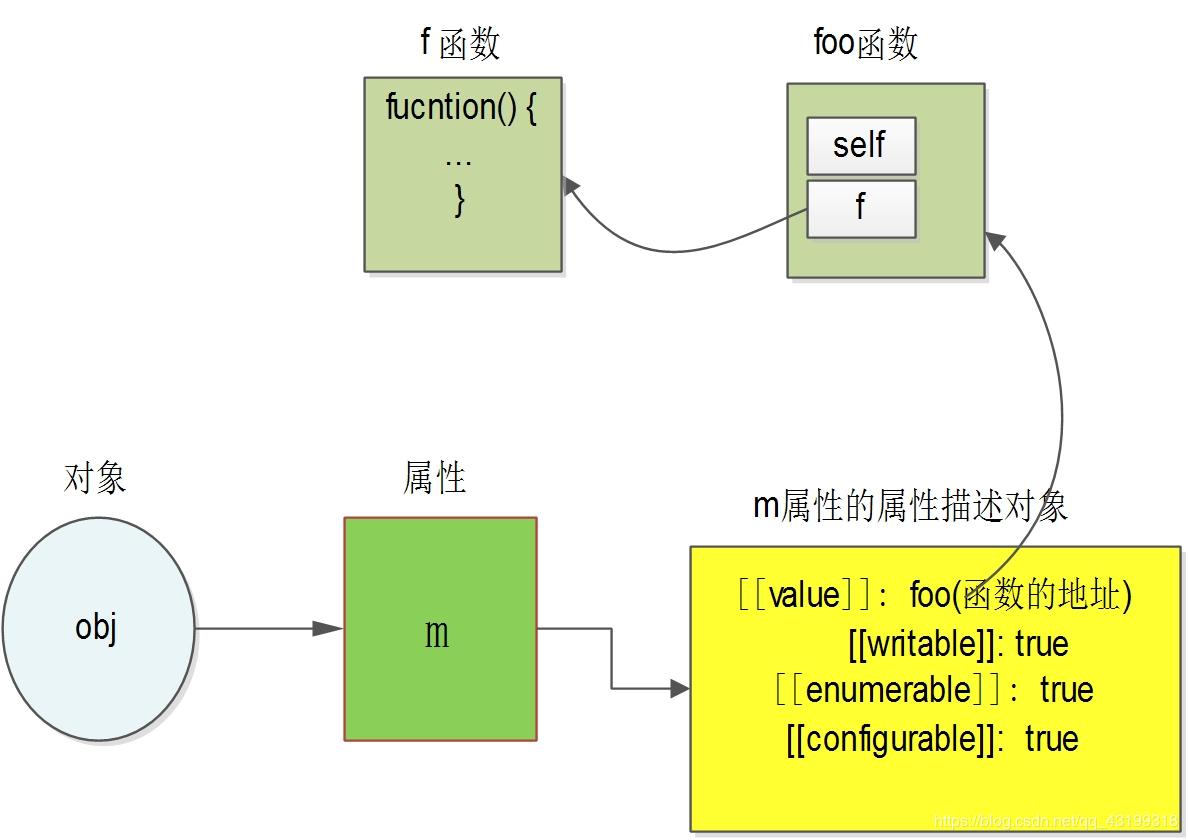 f 函数
foo函数
fucntion() {
...
}
self
f
对象
属性
m属性的属性描述对象
obj
m
[[value]]：foo(函数的地址)
[[writable]]: true
[[enumerable]]：true
[[configurable]]: true
https://blog.csdn.net/qq_43199318